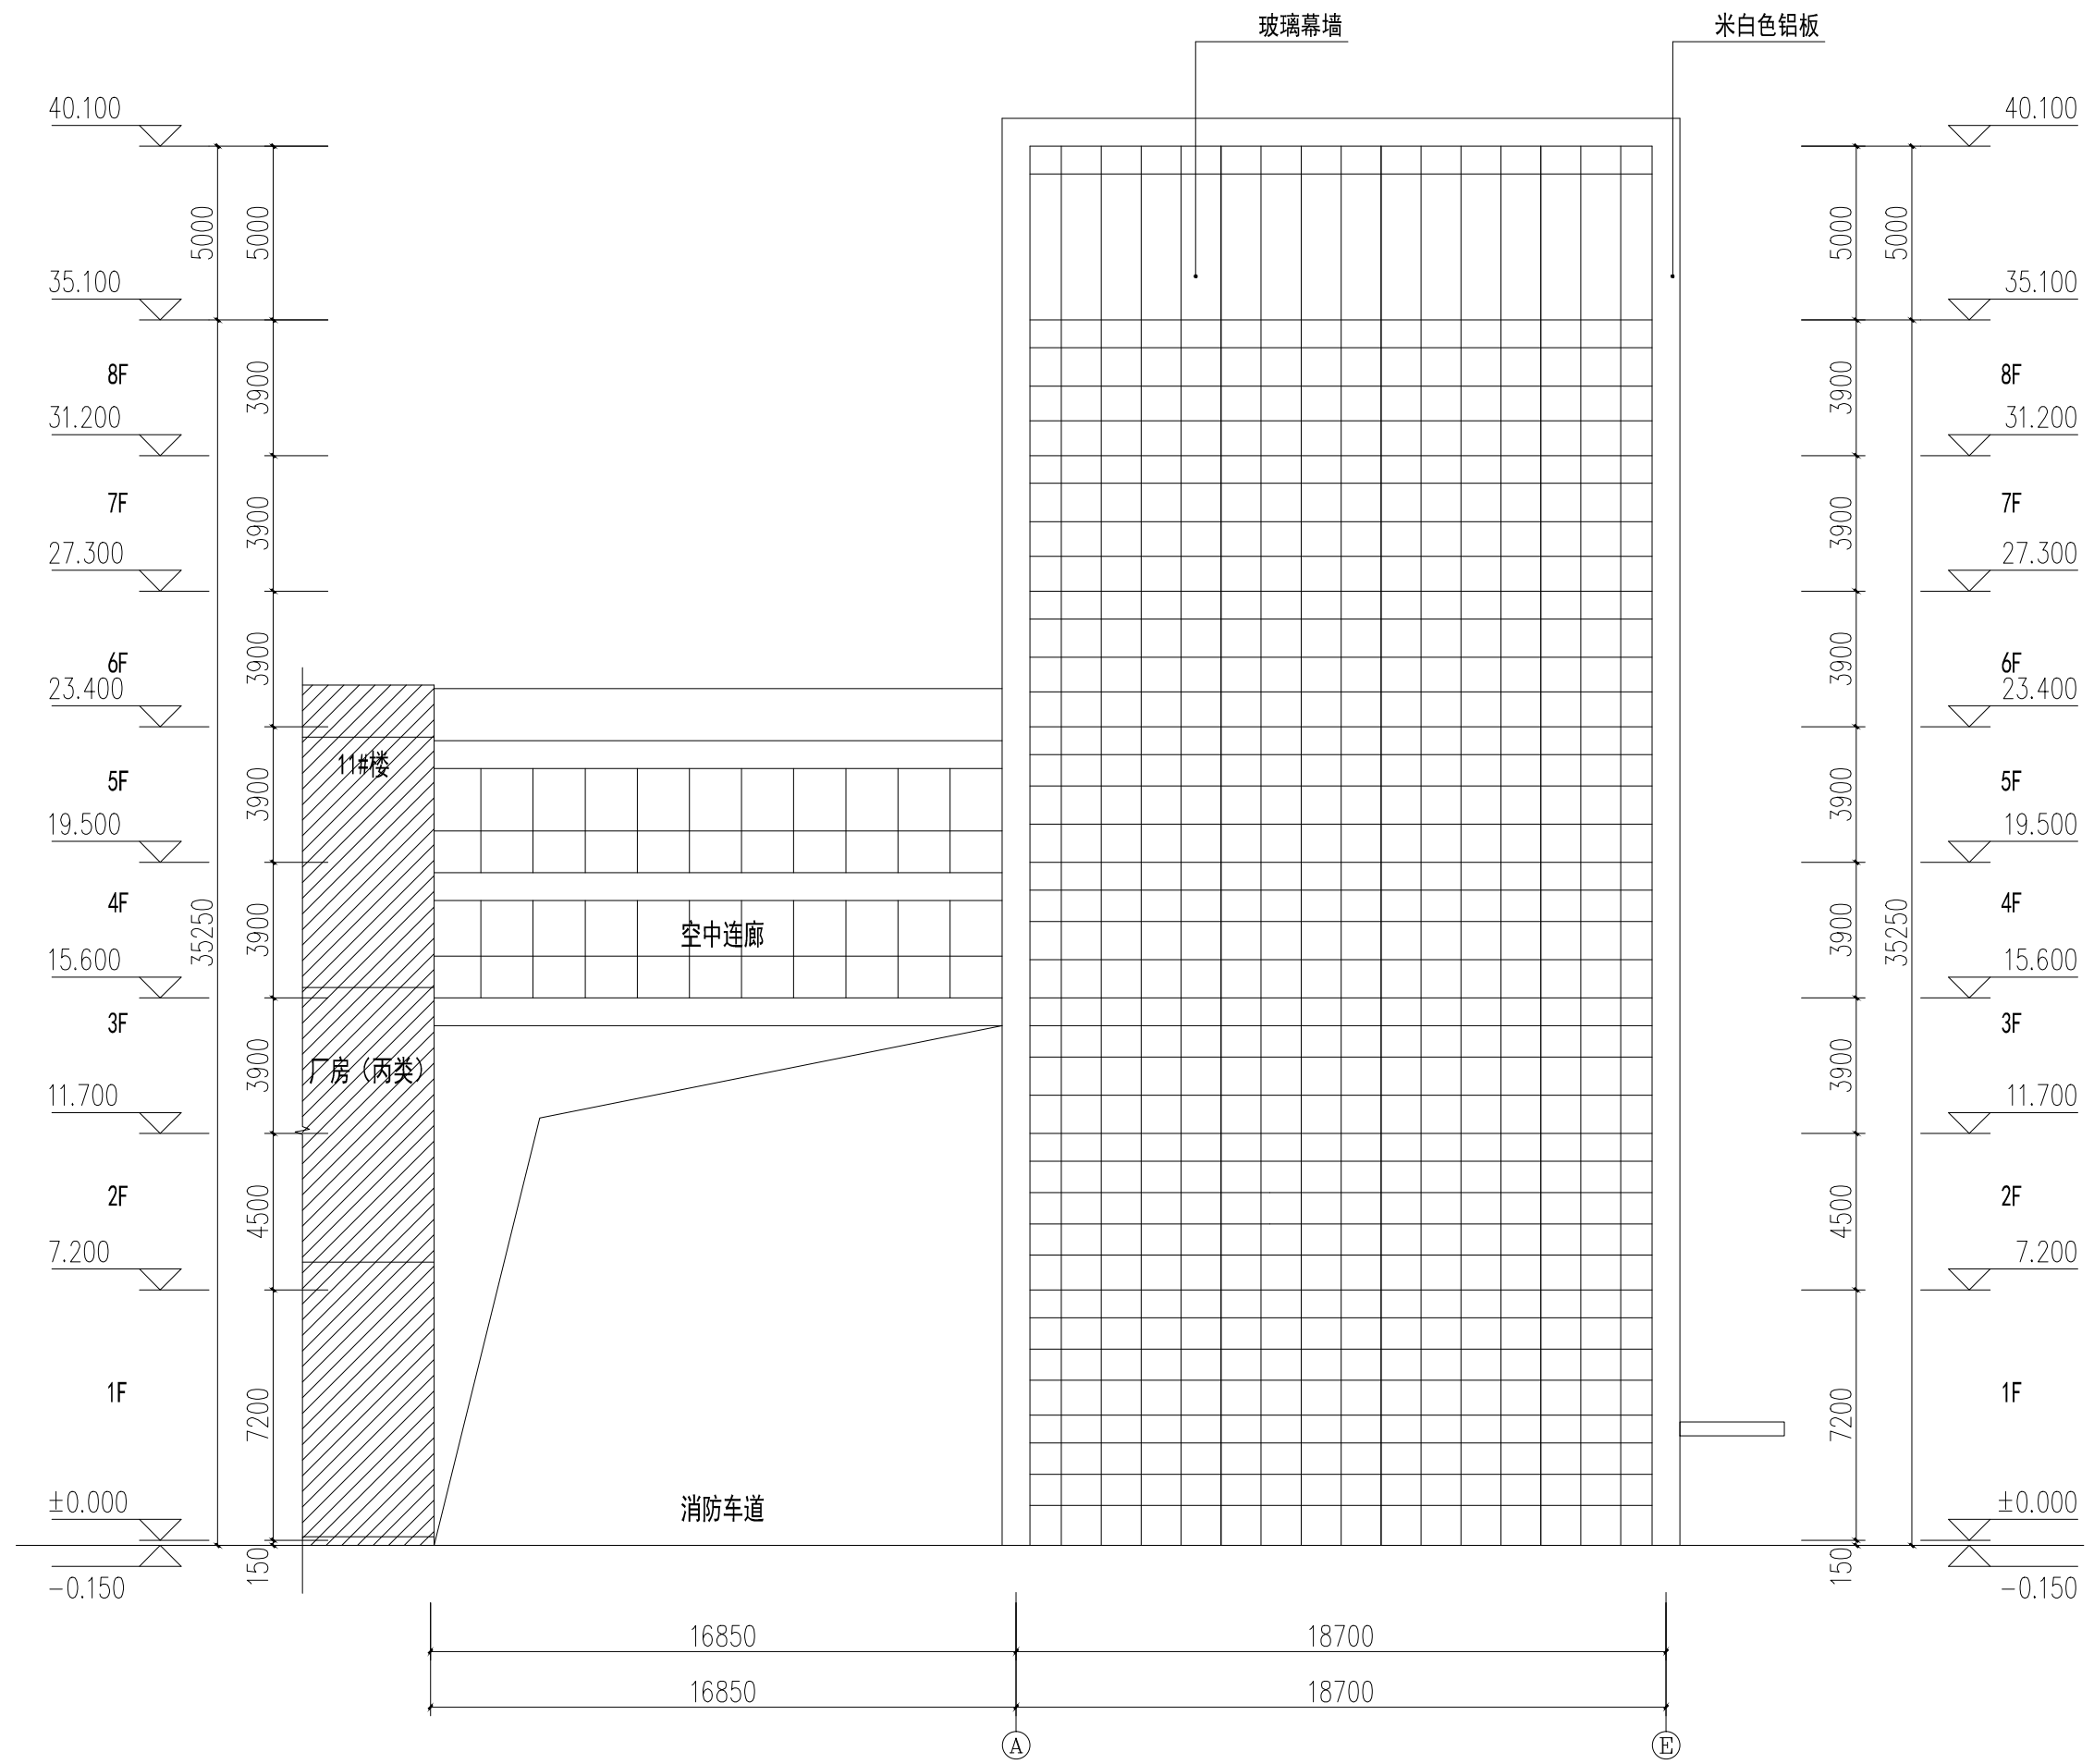 玻璃幕墙 米白色铝板
40.100 40.100
5000 5000 5000 5000
35.100 35.100
8F 3900 3900 8F
31.200 31.200
7F 3900 3900 7F
27.300 27.300
6F 3900 3900 6F
23.400 23.400
11#楼
5F 3900 3900 5F
19.500 19.500
4F 35250 3900 空中连廊 3900 35250 4F
15.600 15.600
3F 3900 厂房（丙类） 3900 3F
11.700 11.700
2F 4500 4500 2F
7.200 7.200
1F 7200 7200 1F
±0.000 消防车道 ±0.000
-0.150 150 150 -0.150
16850 18700
16850 18700
A E